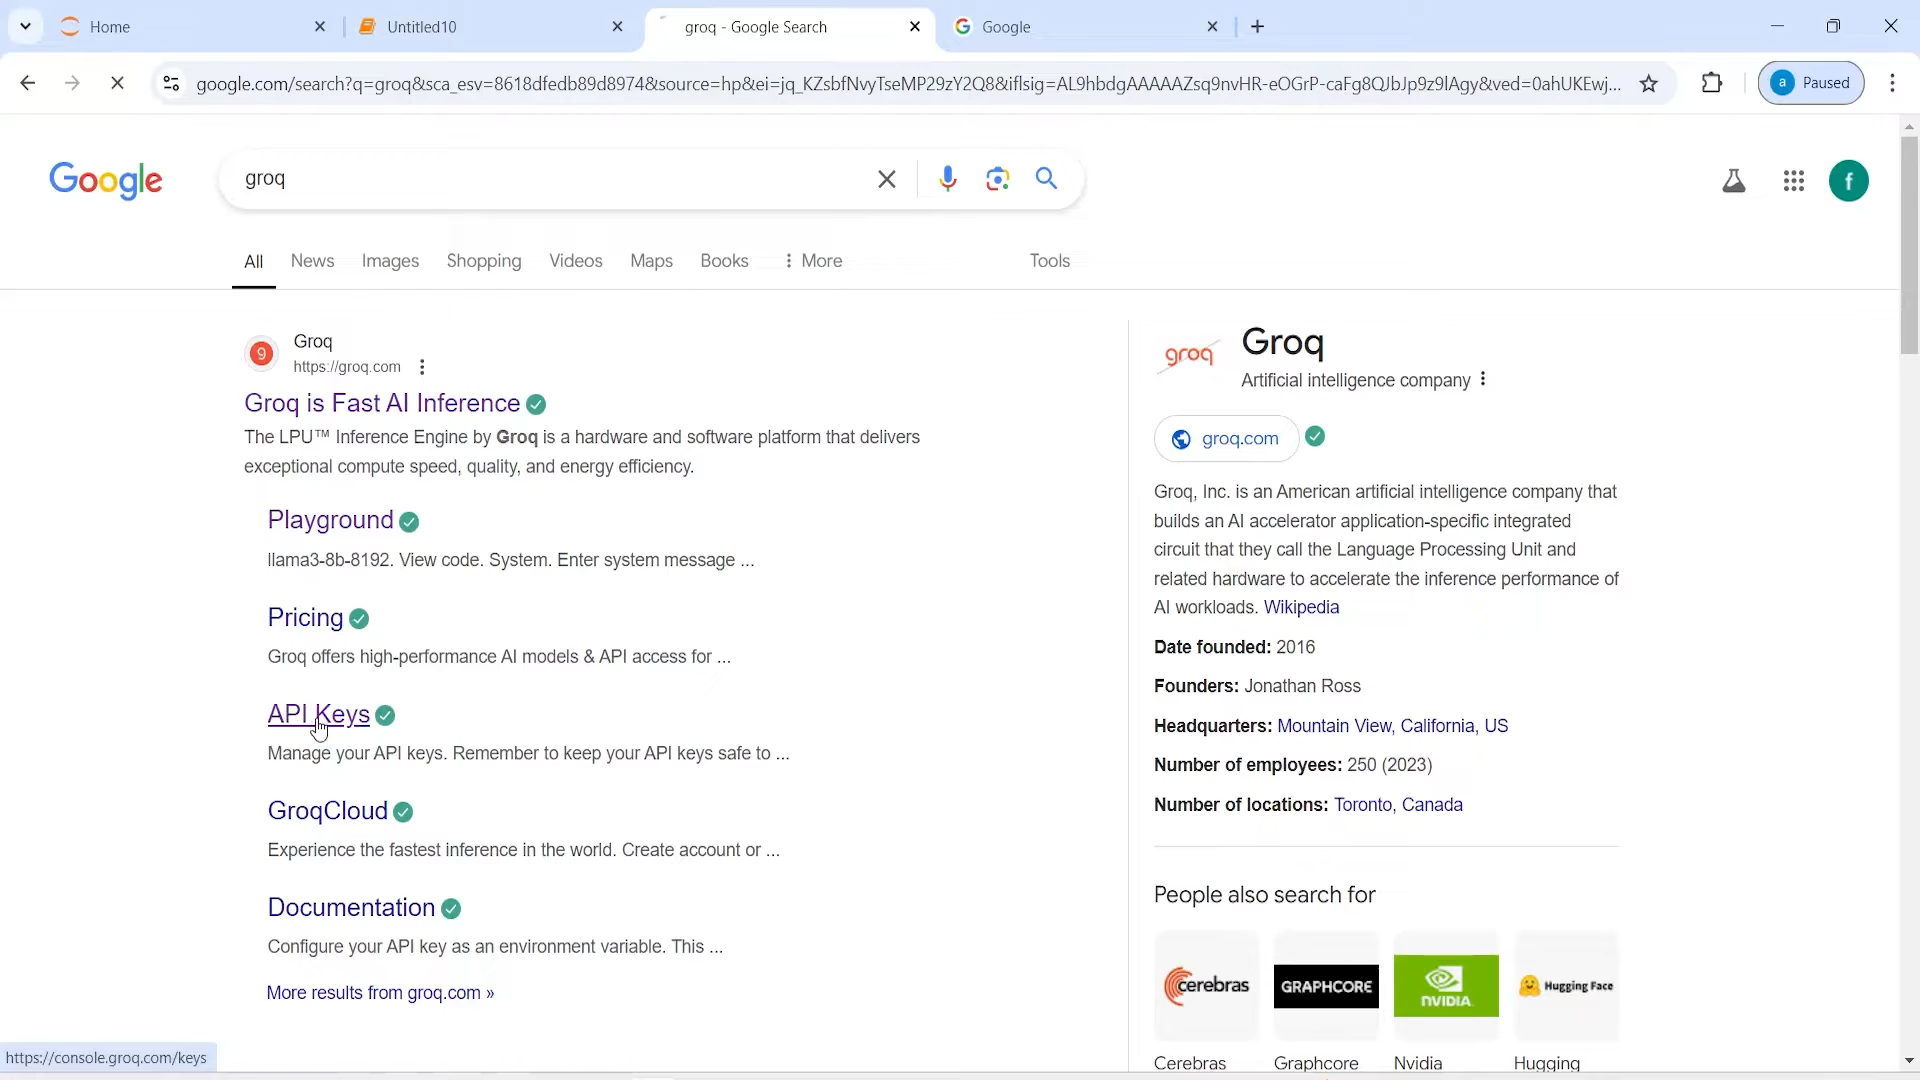 Home
Untitled10
groq - Google Search
Google
google.com/search?q=groq&sca_esv=8618dfedb89d8974&source=hp&ei=jq_KZsbfNvyTseMP29zY2Q8&iflsig=AL9hbdgAAAAAZsq9nvHR-eOGrP-caFg8QJbJp9z9lAgy&ved=0ahUKEwj...
a Paused
Google
groq
f
All News Images Shopping Videos Maps Books More Tools
Groq
https://groq.com
Groq is Fast AI Inference
The LPU™ Inference Engine by Groq is a hardware and software platform that delivers
exceptional compute speed, quality, and energy efficiency.
Playground
llama3-8b-8192. View code. System. Enter system message ...
Pricing
Groq offers high-performance AI models & API access for ...
API Keys
Manage your API keys. Remember to keep your API keys safe to ...
GroqCloud
Experience the fastest inference in the world. Create account or ...
Documentation
Configure your API key as an environment variable. This ...
More results from groq.com »
groq
Groq
Artificial intelligence company
groq.com
Groq, Inc. is an American artificial intelligence company that
builds an AI accelerator application-specific integrated
circuit that they call the Language Processing Unit and
related hardware to accelerate the inference performance of
AI workloads. Wikipedia
Date founded: 2016
Founders: Jonathan Ross
Headquarters: Mountain View, California, US
Number of employees: 250 (2023)
Number of locations: Toronto, Canada
People also search for
cerebras
GRAPHCORE
NVIDIA
Hugging Face
Cerebras
Graphcore
Nvidia
Hugging
https://console.groq.com/keys